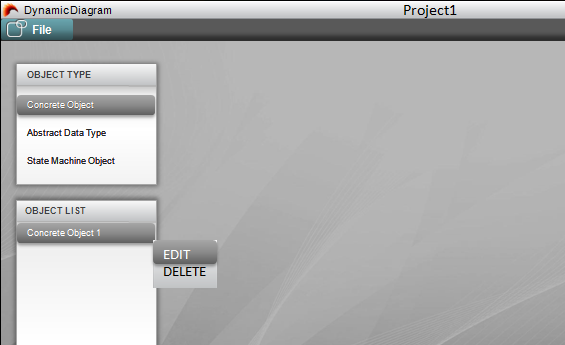 DynamicDiagram Project1
File
OBJECT TYPE
Concrete Object
Abstract Data Type
State Machine Object
OBJECT LIST
Concrete Object 1
EDIT
DELETE